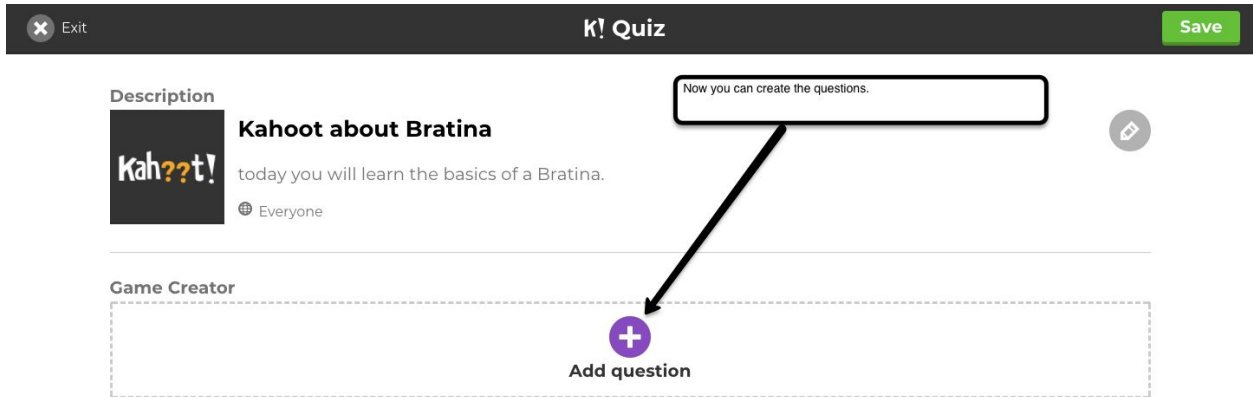 Exit
K! Quiz
Save
Description
Now you can create the questions.
Kahoot about Bratina
Kah??t!
today you will learn the basics of a Bratina.
Everyone
Game Creator
Add question